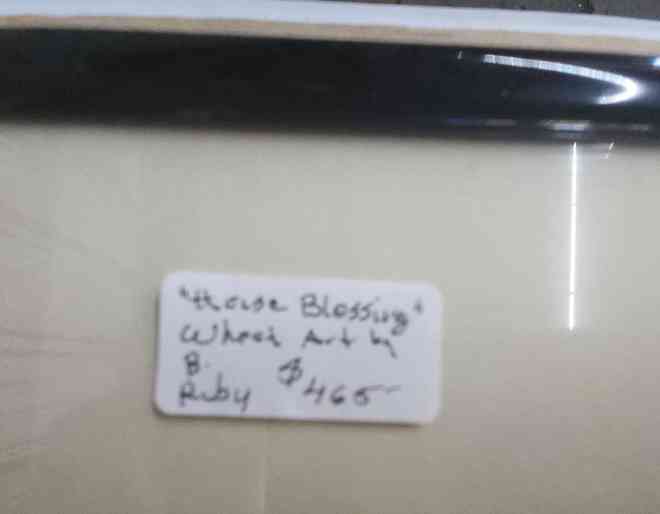 "House Blessing"
Wheat Art by
B.
Ruby $465-